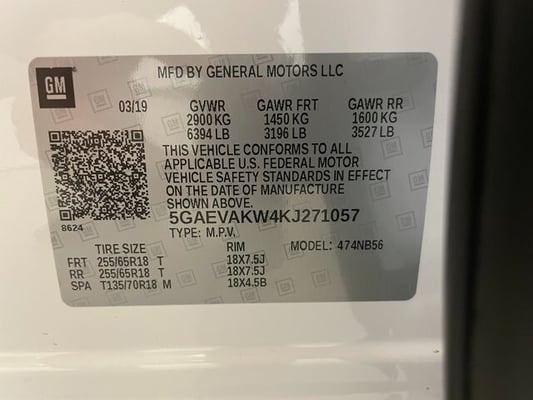 MFD BY GENERAL MOTORS LLC
GM
03/19 GVWR GAWR FRT GAWR RR
2900 KG 1450 KG 1600 KG
6394 LB 3196 LB 3527 LB
THIS VEHICLE CONFORMS TO ALL
APPLICABLE U.S. FEDERAL MOTOR
VEHICLE SAFETY STANDARDS IN EFFECT
ON THE DATE OF MANUFACTURE
SHOWN ABOVE.
5GAEVAKW4KJ271057
8624
TYPE: M.P.V.
TIRE SIZE RIM MODEL: 474NB56
FRT 255/65R18 T 18X7.5J
RR 255/65R18 T 18X7.5J
SPA T135/70R18 M 18X4.5B